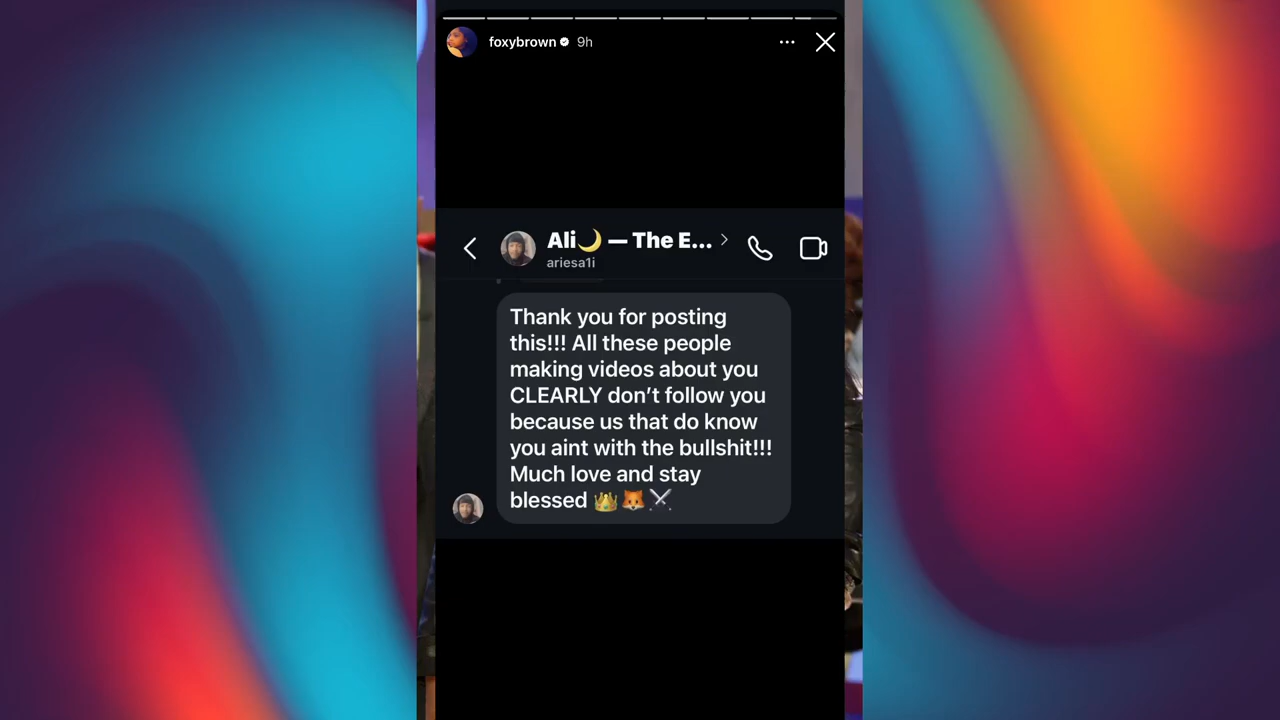 foxybrown 9h
Ali🌙 — The E...
ariesa1i
Thank you for posting
this!!! All these people
making videos about you
CLEARLY don’t follow you
because us that do know
you aint with the bullshit!!!
Much love and stay
blessed 👑🦊⚔️